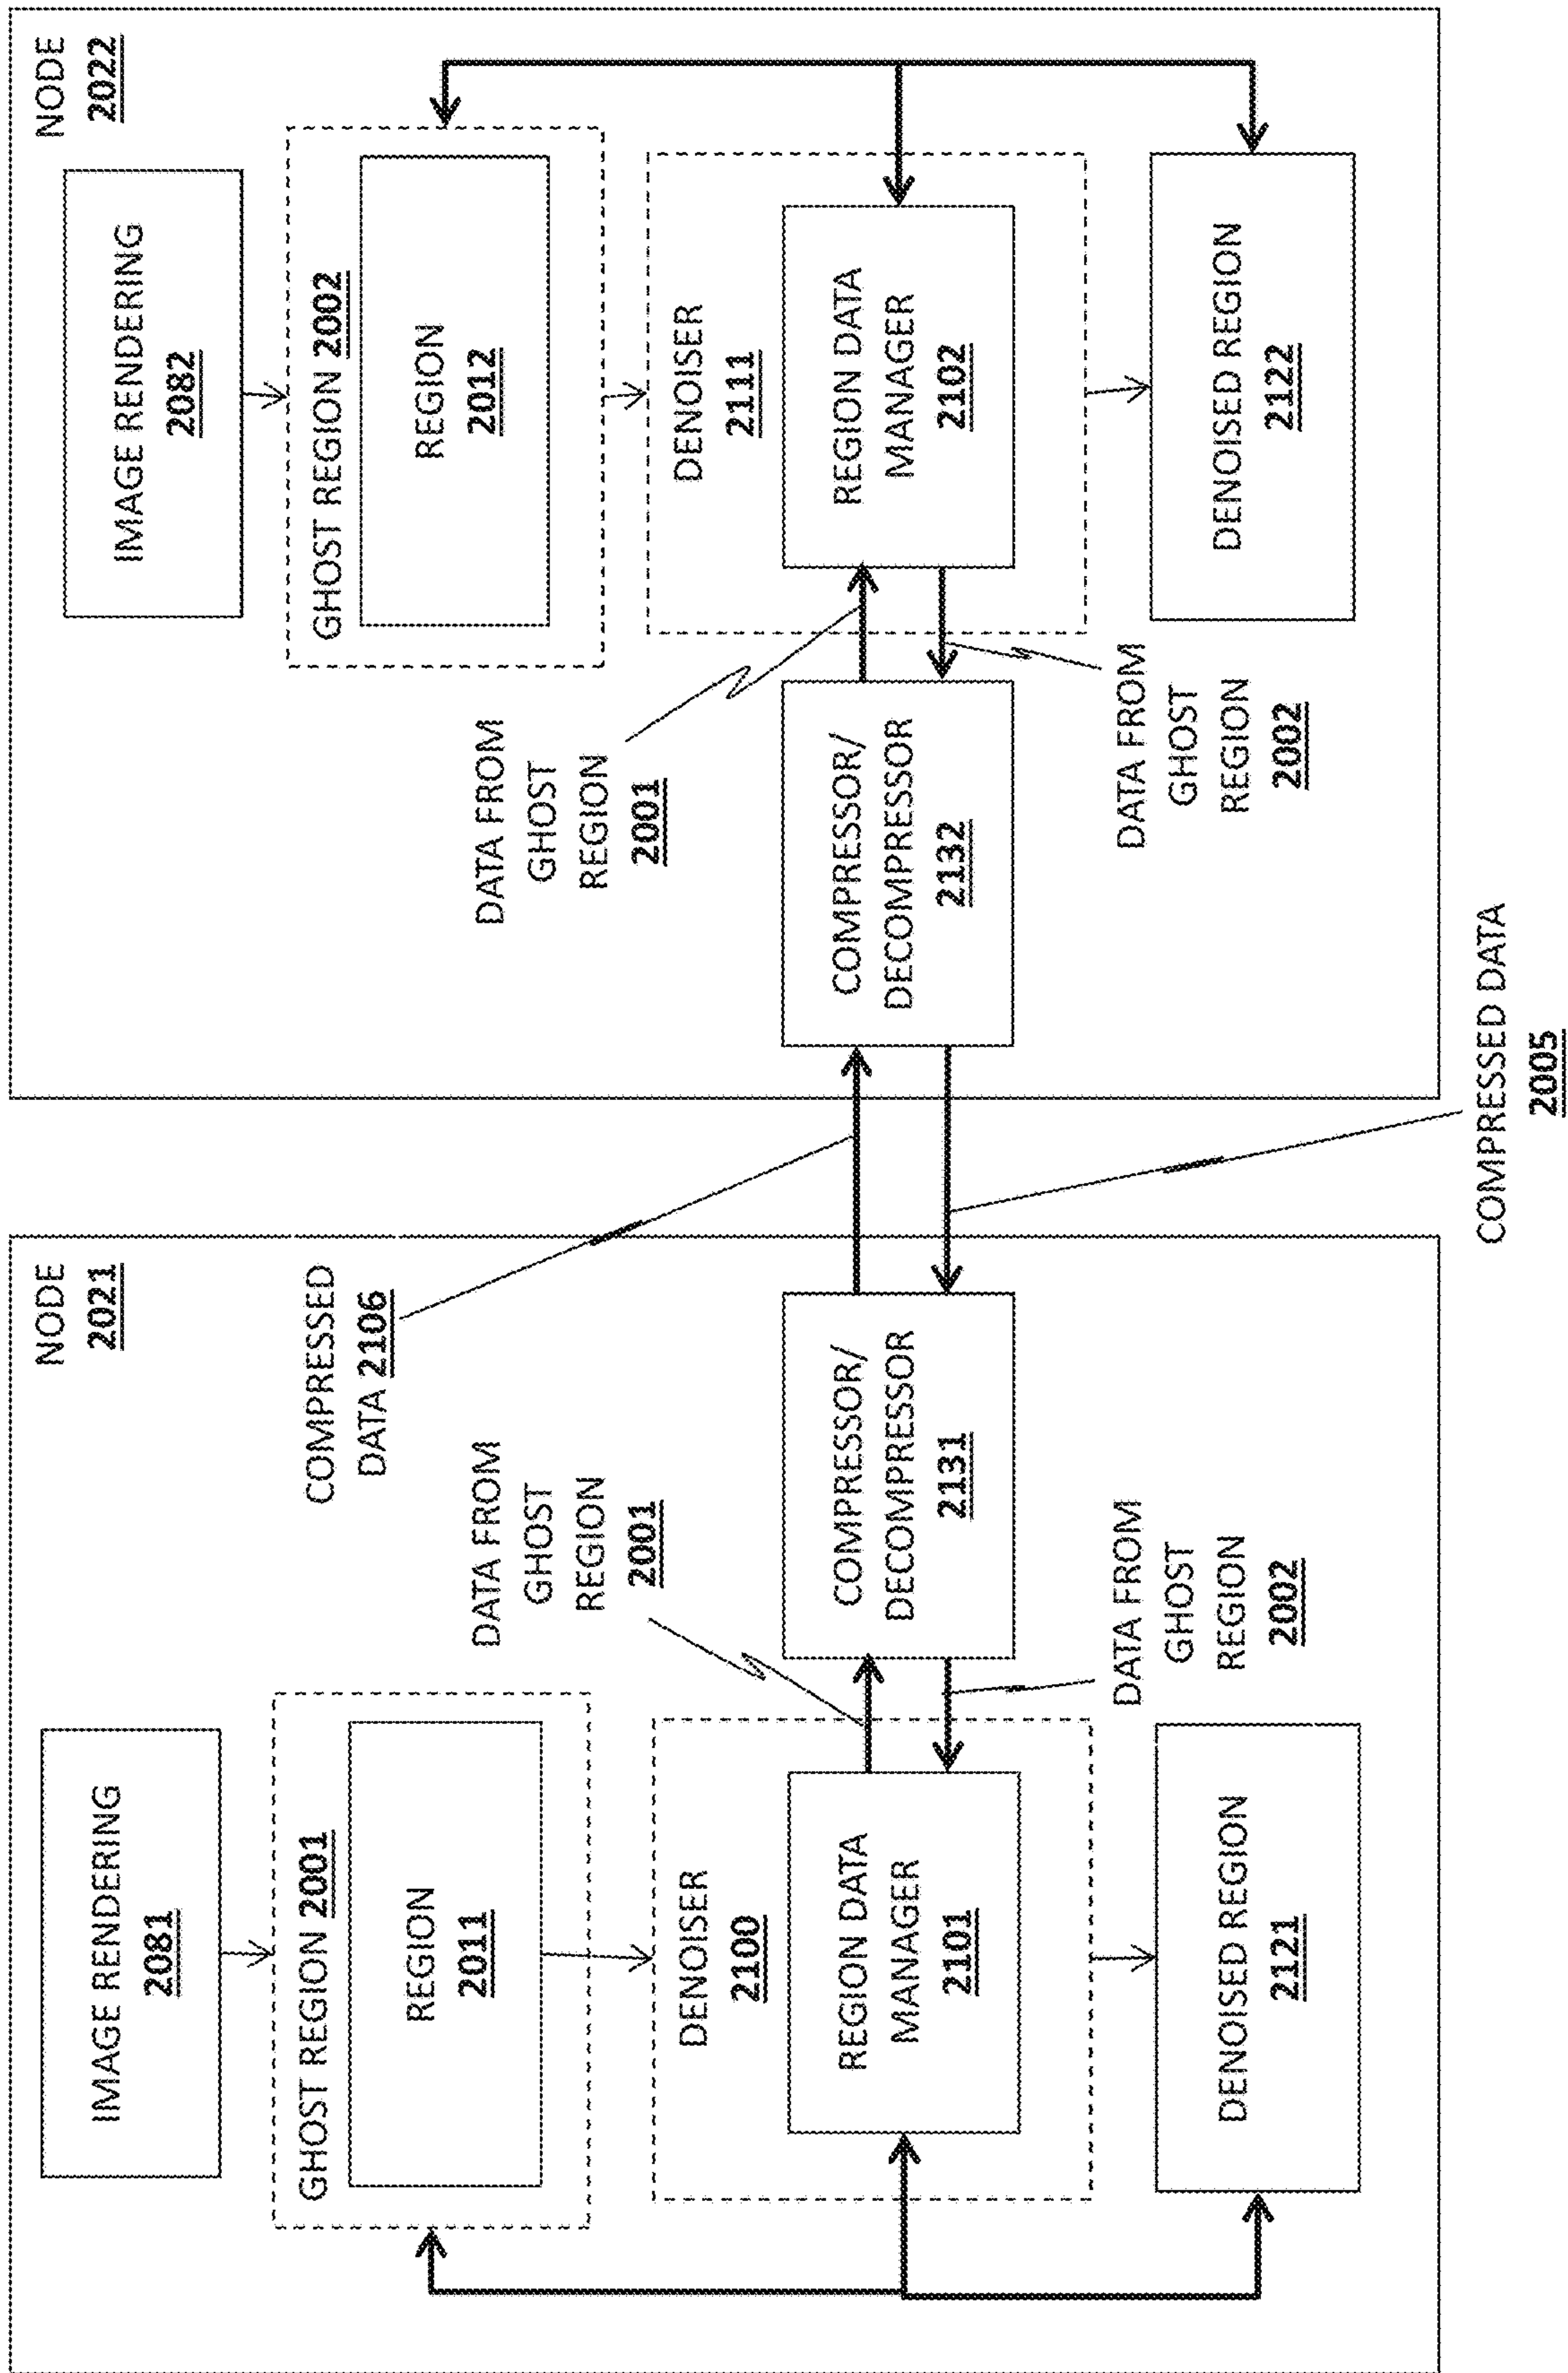 NODE
2021
IMAGE RENDERING
2081
GHOST REGION 2001
REGION
2011
DENOISER
2100
REGION DATA
MANAGER
2101
DENOISED REGION
2121
DATA FROM
GHOST
REGION
2001
COMPRESSOR/
DECOMPRESSOR
2131
DATA FROM
GHOST
REGION
2002
COMPRESSED
DATA 2106
COMPRESSED DATA
2005
NODE
2022
IMAGE RENDERING
2082
GHOST REGION 2002
REGION
2012
DENOISER
2111
REGION DATA
MANAGER
2102
DENOISED REGION
2122
DATA FROM
GHOST
REGION
2001
COMPRESSOR/
DECOMPRESSOR
2132
DATA FROM
GHOST
REGION
2002